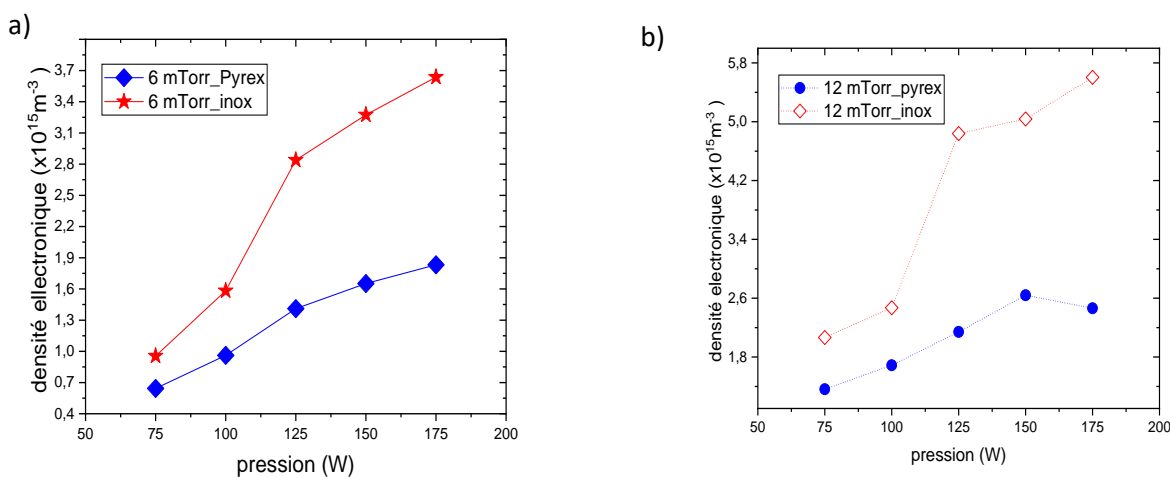 a)
densité ellectronique (x10¹⁵m⁻³)
3,7
3,4
3,1
2,8
2,5
2,2
1,9
1,6
1,3
1,0
0,7
0,4
6 mTorr_Pyrex
6 mTorr_inox
50 75 100 125 150 175 200
pression (W)
b)
densité electronique (x10¹⁵m⁻³)
5,8
5,0
4,2
3,4
2,6
1,8
12 mTorr_pyrex
12 mTorr_inox
50 75 100 125 150 175 200
pression (W)